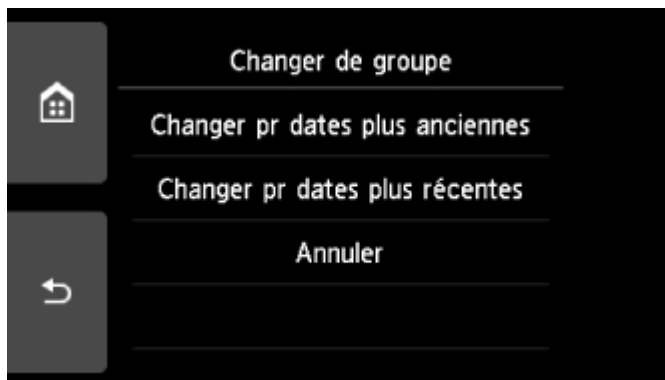 Changer de groupe
Changer pr dates plus anciennes
Changer pr dates plus récentes
Annuler